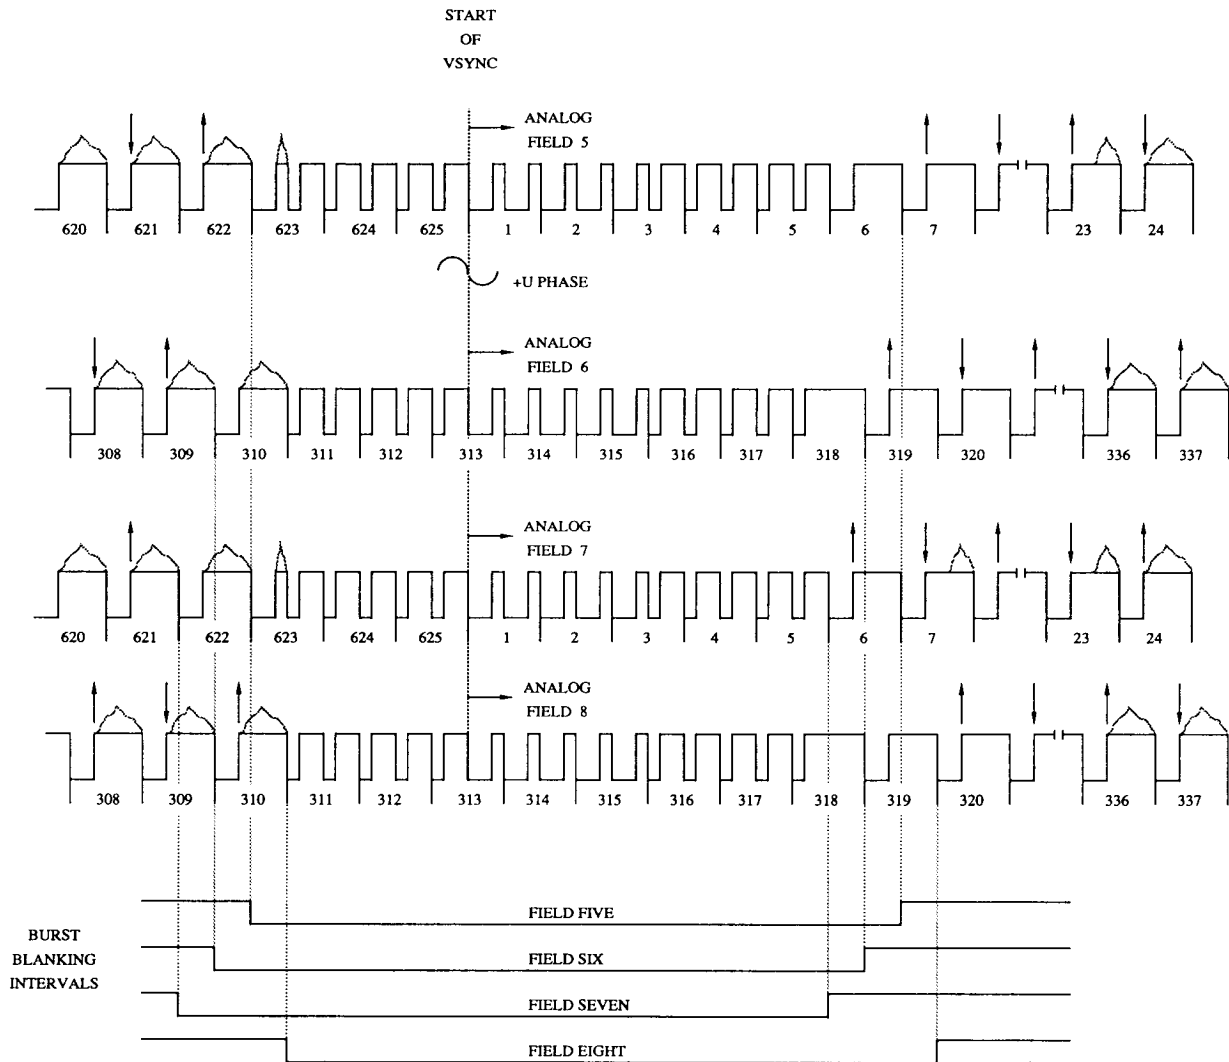 START
OF
VSYNC
ANALOG
FIELD 5
620 621 622 623 624 625 1 2 3 4 5 6 7 23 24
+U PHASE
ANALOG
FIELD 6
308 309 310 311 312 313 314 315 316 317 318 319 320 336 337
ANALOG
FIELD 7
620 621 622 623 624 625 1 2 3 4 5 6 7 23 24
ANALOG
FIELD 8
308 309 310 311 312 313 314 315 316 317 318 319 320 336 337
FIELD FIVE
BURST
BLANKING
INTERVALS
FIELD SIX
FIELD SEVEN
FIELD EIGHT